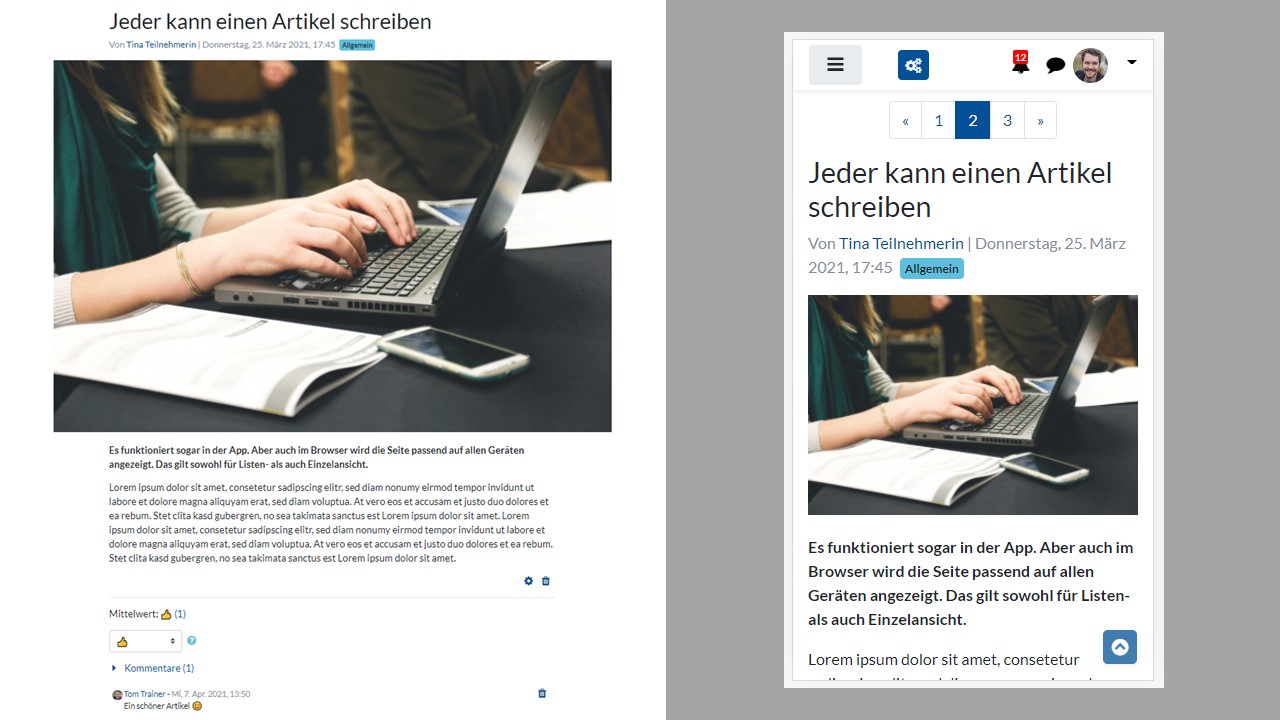 Jeder kann einen Artikel schreiben
Von Tina Teilnehmerin | Donnerstag, 25. März 2021, 17:45 Allgemein
Es funktioniert sogar in der App. Aber auch im Browser wird die Seite passend auf allen Geräten
angezeigt. Das gilt sowohl für Listen- als auch Einzelansicht.
Lorem ipsum dolor sit amet, consetetur sadipscing elitr, sed diam nonumy eirmod tempor invidunt ut
labore et dolore magna aliquyam erat, sed diam voluptua. At vero eos et accusam et justo duo dolores et
ea rebum. Stet clita kasd gubergren, no sea takimata sanctus est Lorem ipsum dolor sit amet. Lorem
ipsum dolor sit amet, consetetur sadipscing elitr, sed diam nonumy eirmod tempor invidunt ut labore et
dolore magna aliquyam erat, sed diam voluptua. At vero eos et accusam et justo duo dolores et ea rebum.
Stet clita kasd gubergren, no sea takimata sanctus est Lorem ipsum dolor sit amet.
Mittelwert: 👍 (1)
👍
Kommentare (1)
Tom Trainer - Mi, 7. Apr. 2021, 13:50
Ein schöner Artikel 😊
12
« 1 2 3 »
Jeder kann einen Artikel
schreiben
Von Tina Teilnehmerin | Donnerstag, 25. März
2021, 17:45 Allgemein
Es funktioniert sogar in der App. Aber auch im
Browser wird die Seite passend auf allen
Geräten angezeigt. Das gilt sowohl für Listen-
als auch Einzelansicht.
Lorem ipsum dolor sit amet, consetetur